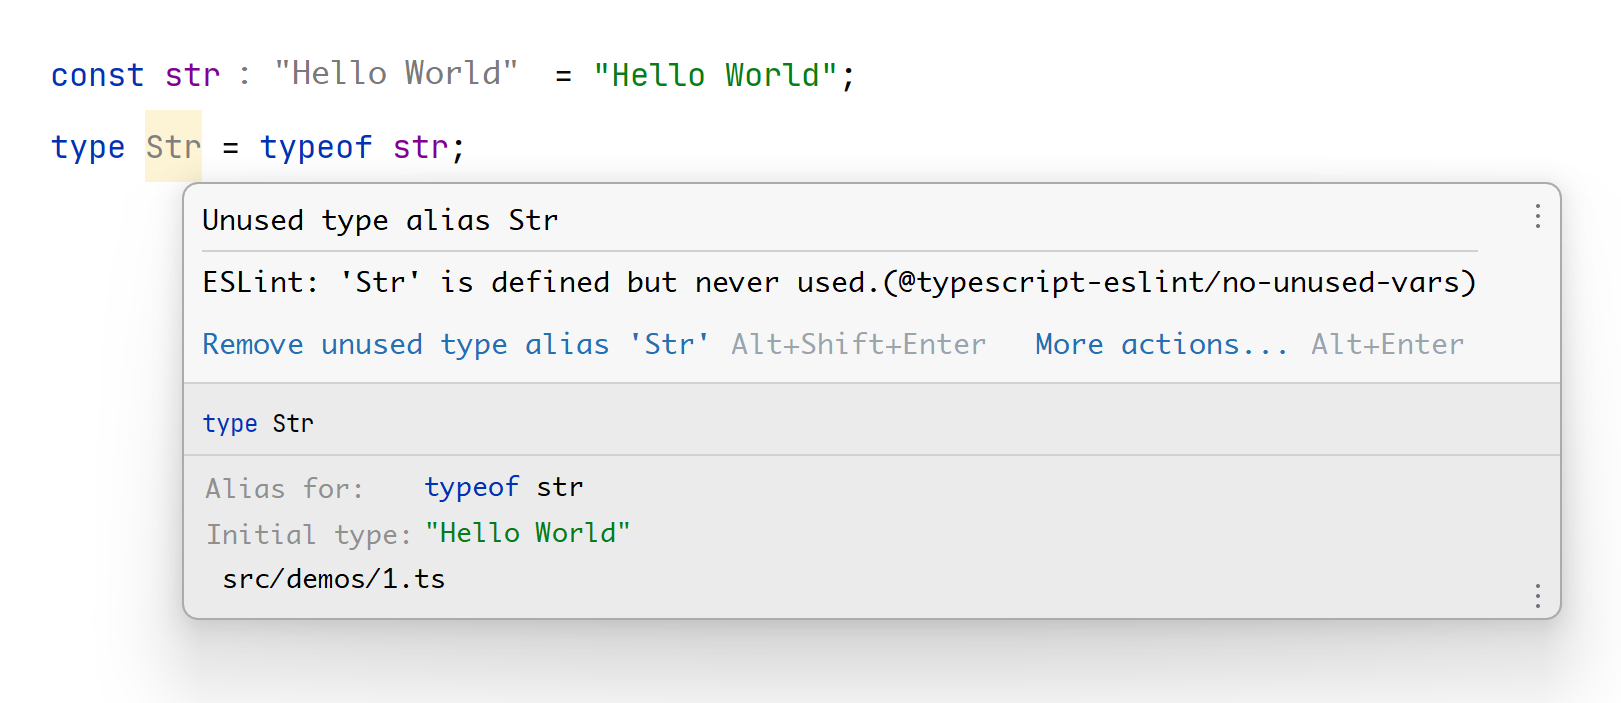 const str : "Hello World" = "Hello World";
type Str = typeof str;
Unused type alias Str
ESLint: 'Str' is defined but never used.(@typescript-eslint/no-unused-vars)
Remove unused type alias 'Str' Alt+Shift+Enter More actions... Alt+Enter
type Str
Alias for: typeof str
Initial type: "Hello World"
src/demos/1.ts